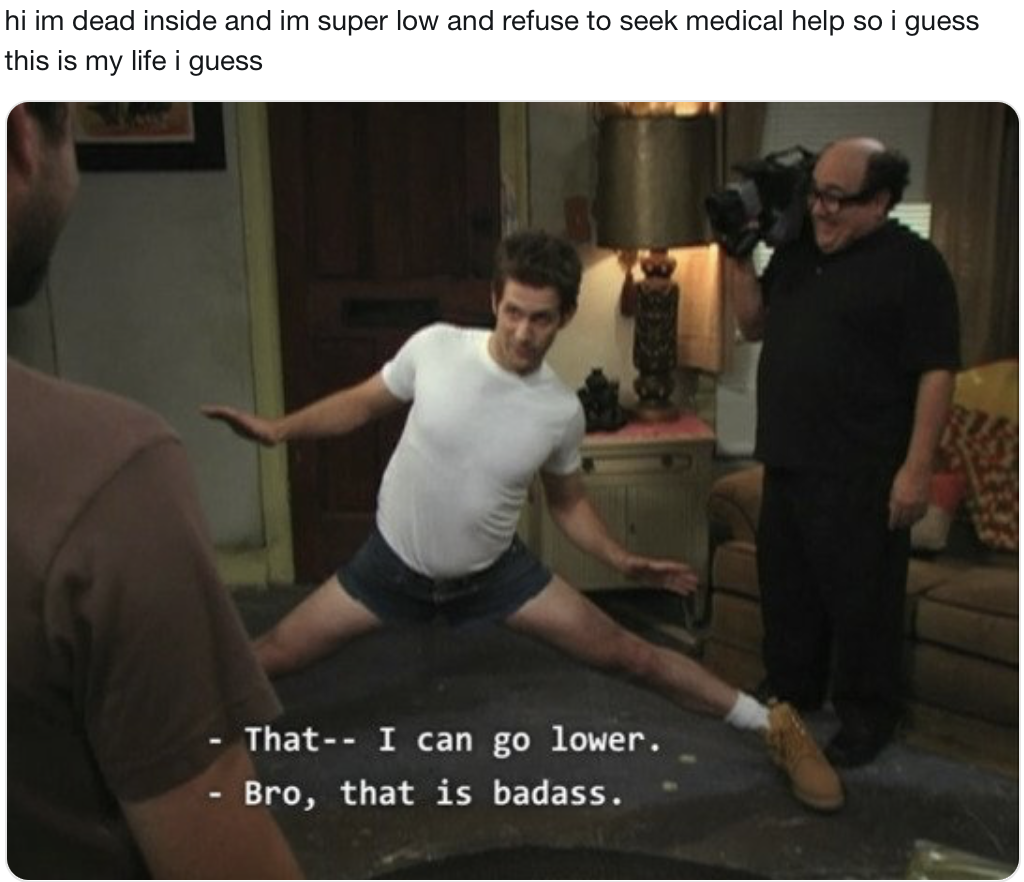 hi im dead inside and im super low and refuse to seek medical help so i guess
this is my life i guess
- That-- I can go lower.
- Bro, that is badass.